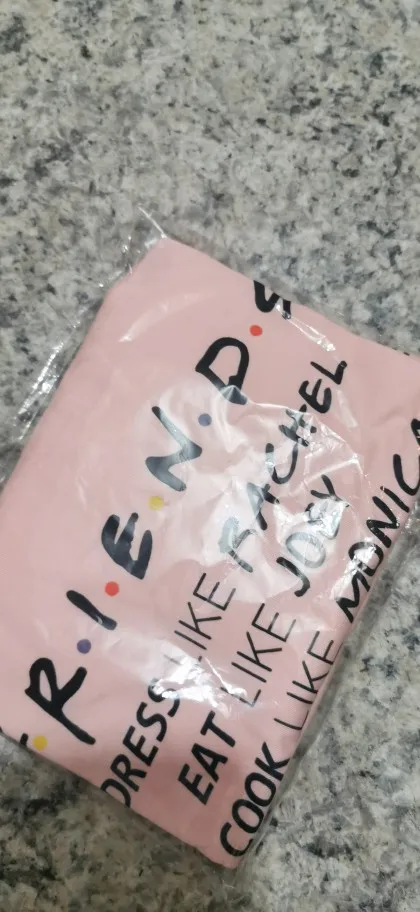 R•I•E•N•D•S
DRESS LIKE RACHEL
EAT LIKE JOEY
COOK LIKE MONICA